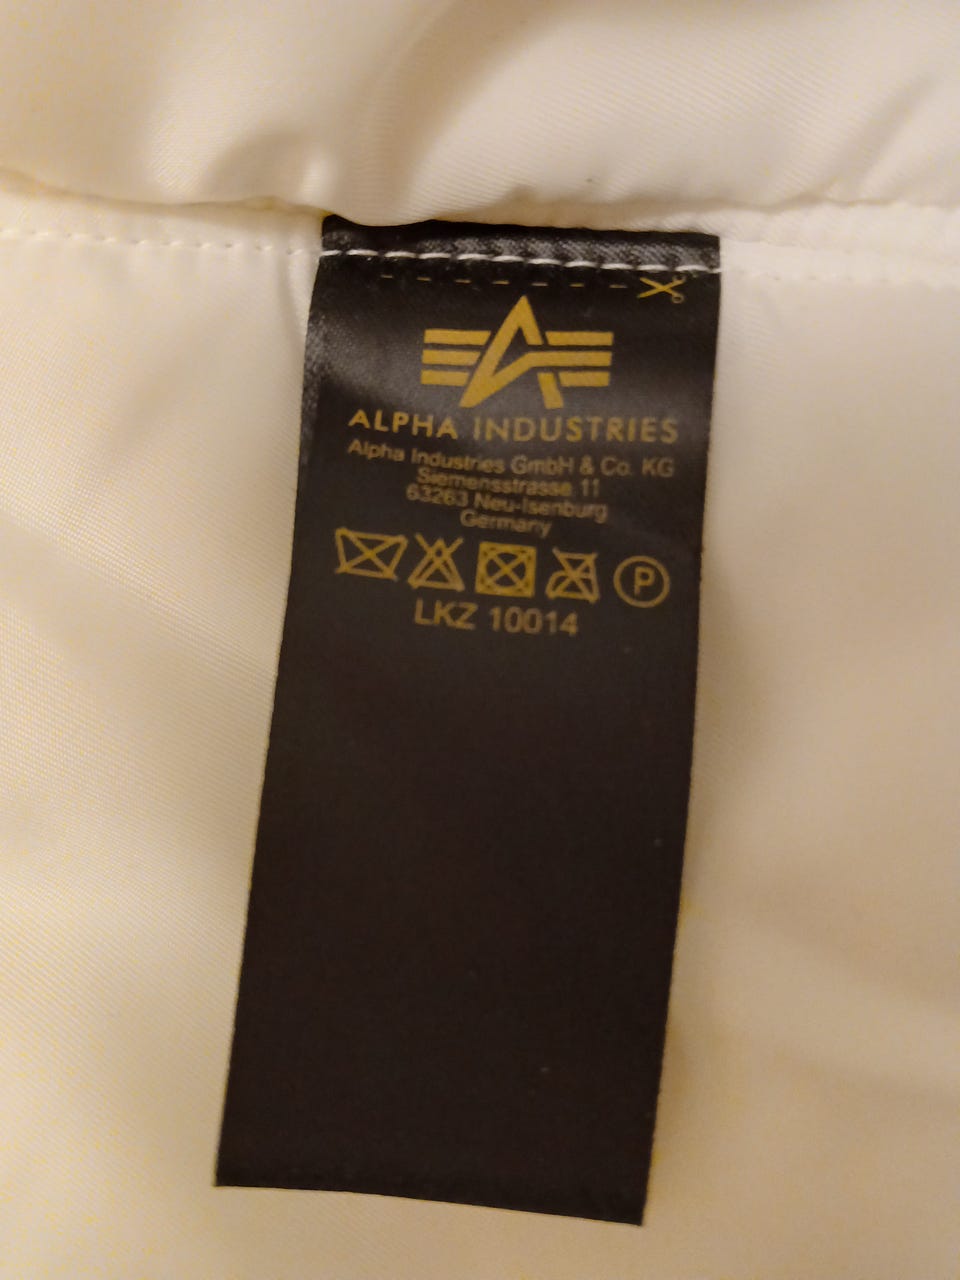 ALPHA INDUSTRIES
Alpha Industries GmbH & Co. KG
Siemensstrasse 11
63263 Neu-Isenburg
Germany
P
LKZ 10014